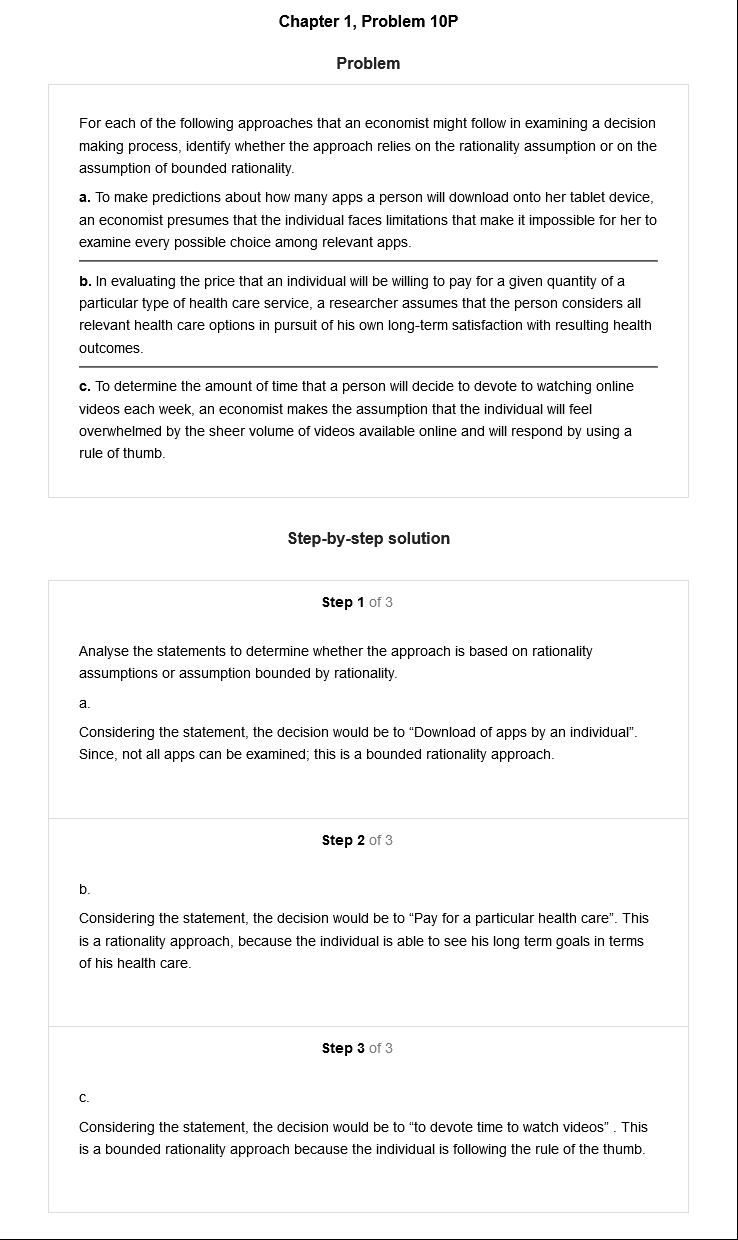 Chapter 1, Problem 10P
Problem
For each of the following approaches that an economist might follow in examining a decision
making process, identify whether the approach relies on the rationality assumption or on the
assumption of bounded rationality.
a. To make predictions about how many apps a person will download onto her tablet device,
an economist presumes that the individual faces limitations that make it impossible for her to
examine every possible choice among relevant apps.
b. In evaluating the price that an individual will be willing to pay for a given quantity of a
particular type of health care service, a researcher assumes that the person considers all
relevant health care options in pursuit of his own long-term satisfaction with resulting health
outcomes.
c. To determine the amount of time that a person will decide to devote to watching online
videos each week, an economist makes the assumption that the individual will feel
overwhelmed by the sheer volume of videos available online and will respond by using a
rule of thumb.
Step-by-step solution
Step 1 of 3
Analyse the statements to determine whether the approach is based on rationality
assumptions or assumption bounded by rationality.
a.
Considering the statement, the decision would be to “Download of apps by an individual”.
Since, not all apps can be examined; this is a bounded rationality approach.
Step 2 of 3
b.
Considering the statement, the decision would be to “Pay for a particular health care”. This
is a rationality approach, because the individual is able to see his long term goals in terms
of his health care.
Step 3 of 3
c.
Considering the statement, the decision would be to “to devote time to watch videos” . This
is a bounded rationality approach because the individual is following the rule of the thumb.